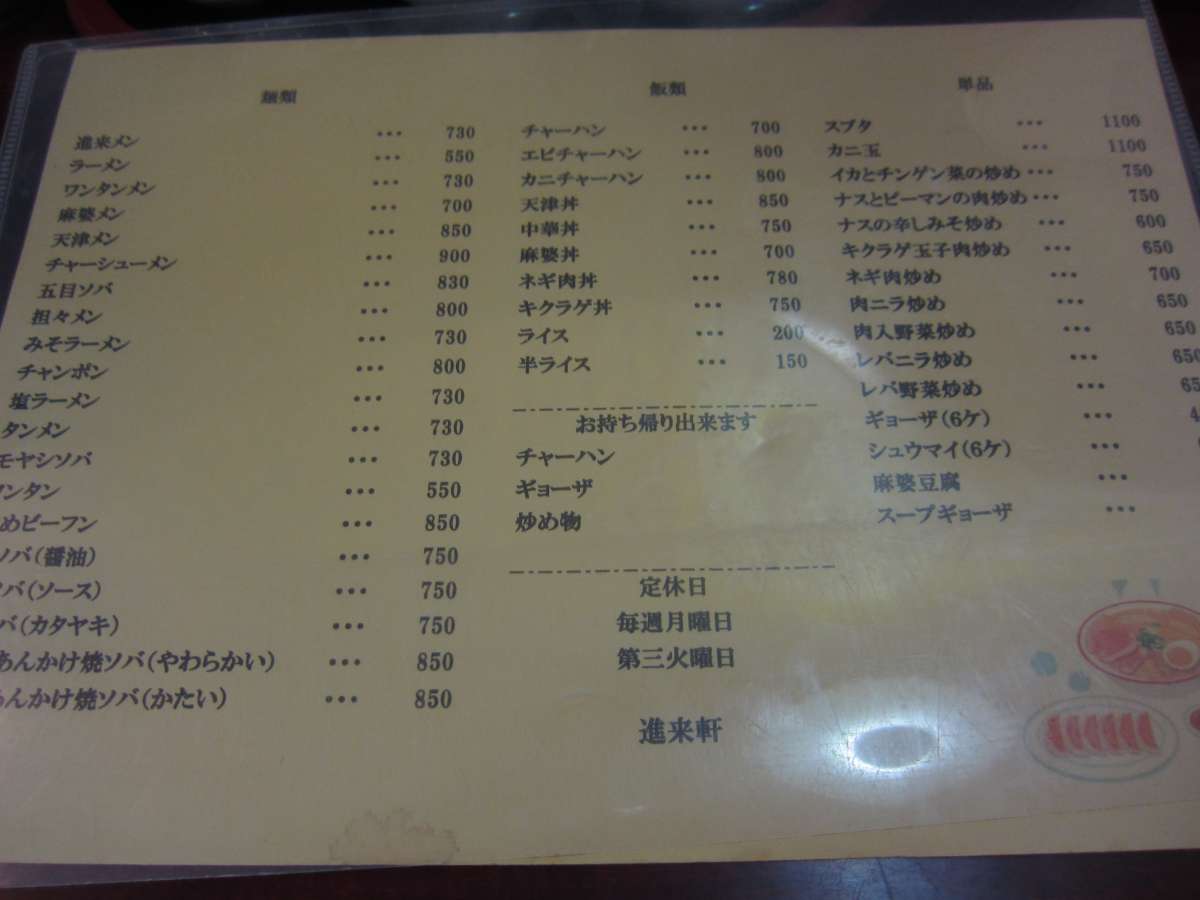 麺類
進来メン ・・・ 730
ラーメン ・・・ 550
ワンタンメン ・・・ 730
麻婆メン ・・・ 700
天津メン ・・・ 850
チャーシューメン ・・・ 900
五目ソバ ・・・ 830
担々メン ・・・ 800
みそラーメン ・・・ 730
チャンポン ・・・ 800
塩ラーメン ・・・ 730
タンメン ・・・ 730
モヤシソバ ・・・ 730
ンタン ・・・ 550
めビーフン ・・・ 850
ソバ(醤油) ・・・ 750
バ(ソース) ・・・ 750
バ(カタヤキ) ・・・ 750
あんかけ焼ソバ(やわらかい) ・・・ 850
あんかけ焼ソバ(かたい) ・・・ 850
飯類
チャーハン ・・・ 700
エビチャーハン ・・・ 800
カニチャーハン ・・・ 800
天津丼 ・・・ 850
中華丼 ・・・ 750
麻婆丼 ・・・ 700
ネギ肉丼 ・・・ 780
キクラゲ丼 ・・・ 750
ライス ・・・ 200
半ライス ・・・ 150
お持ち帰り出来ます
チャーハン
ギョーザ
炒め物
定休日
毎週月曜日
第三火曜日
進来軒
単品
スブタ ・・・ 1100
カニ玉 ・・・ 1100
イカとチンゲン菜の炒め ・・・ 750
ナスとピーマンの肉炒め ・・・ 750
ナスの辛しみそ炒め ・・・ 600
キクラゲ玉子肉炒め ・・・ 650
ネギ肉炒め ・・・ 700
肉ニラ炒め ・・・ 650
肉入野菜炒め ・・・ 650
レバニラ炒め ・・・ 650
レバ野菜炒め ・・・ 65
ギョーザ(6ケ) ・・・ 4
シュウマイ(6ケ) ・・・
麻婆豆腐 ・・・
スープギョーザ ・・・